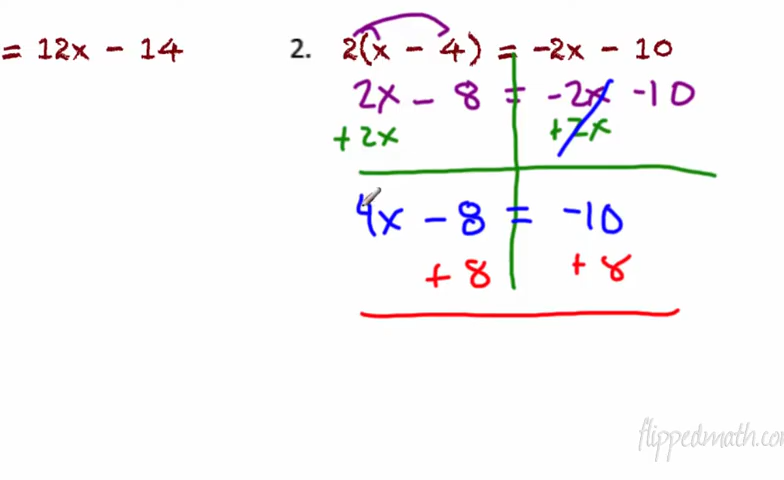 = 12x - 14
2. 2(x - 4) = -2x - 10
2x - 8 = -2x -10
+2x +2x
4x - 8 = -10
+ 8 + 8
flippedmath.com